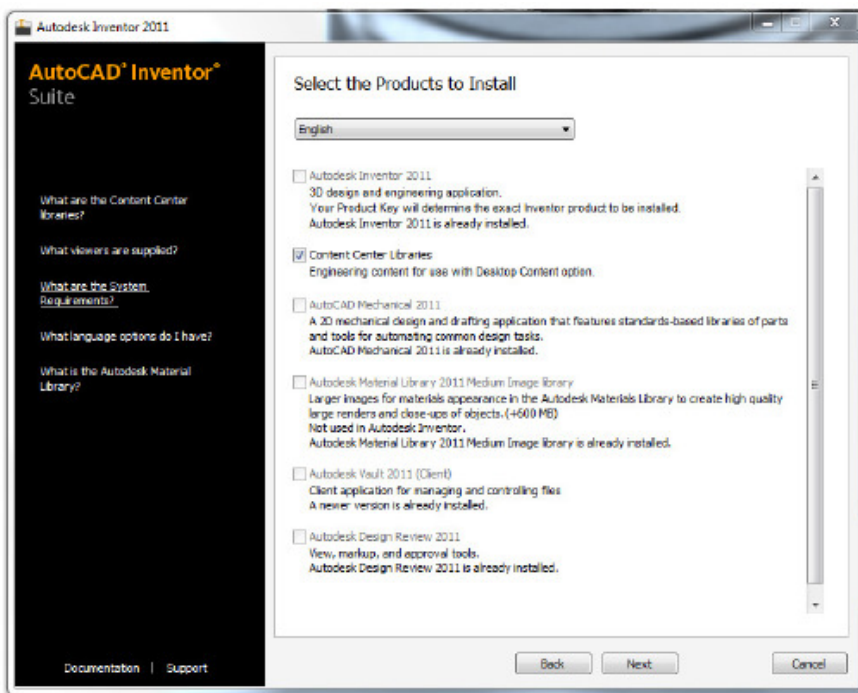 Autodesk Inventor 2011
AutoCAD® Inventor®
Suite
What are the Content Center
libraries?
What viewers are supplied?
What are the System
Requirements?
What language options do I have?
What is the Autodesk Material
Library?
Documentation | Support
Select the Products to Install
English
Autodesk Inventor 2011
3D design and engineering application.
Your Product Key will determine the exact Inventor product to be installed.
Autodesk Inventor 2011 is already installed.
Content Center Libraries
Engineering content for use with Desktop Content option.
AutoCAD Mechanical 2011
A 2D mechanical design and drafting application that features standards-based libraries of parts
and tools for automating common design tasks.
AutoCAD Mechanical 2011 is already installed.
Autodesk Material Library 2011 Medium Image library
Larger images for materials appearance in the Autodesk Materials Library to create high quality
large renders and close-ups of objects. (+600 MB)
Not used in Autodesk Inventor.
Autodesk Material Library 2011 Medium Image library is already installed.
Autodesk Vault 2011 (Client)
Client application for managing and controlling files
A newer version is already installed.
Autodesk Design Review 2011
View, markup, and approval tools.
Autodesk Design Review 2011 is already installed.
Back
Next
Cancel